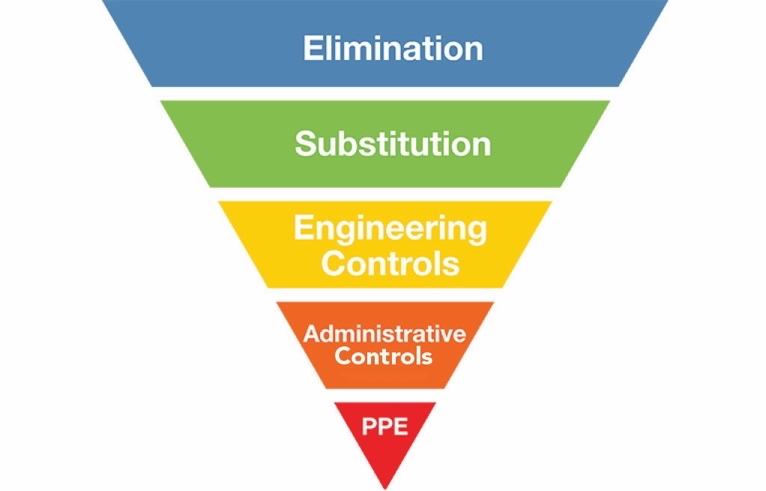 Elimination
Substitution
Engineering
Controls
Administrative
Controls
PPE